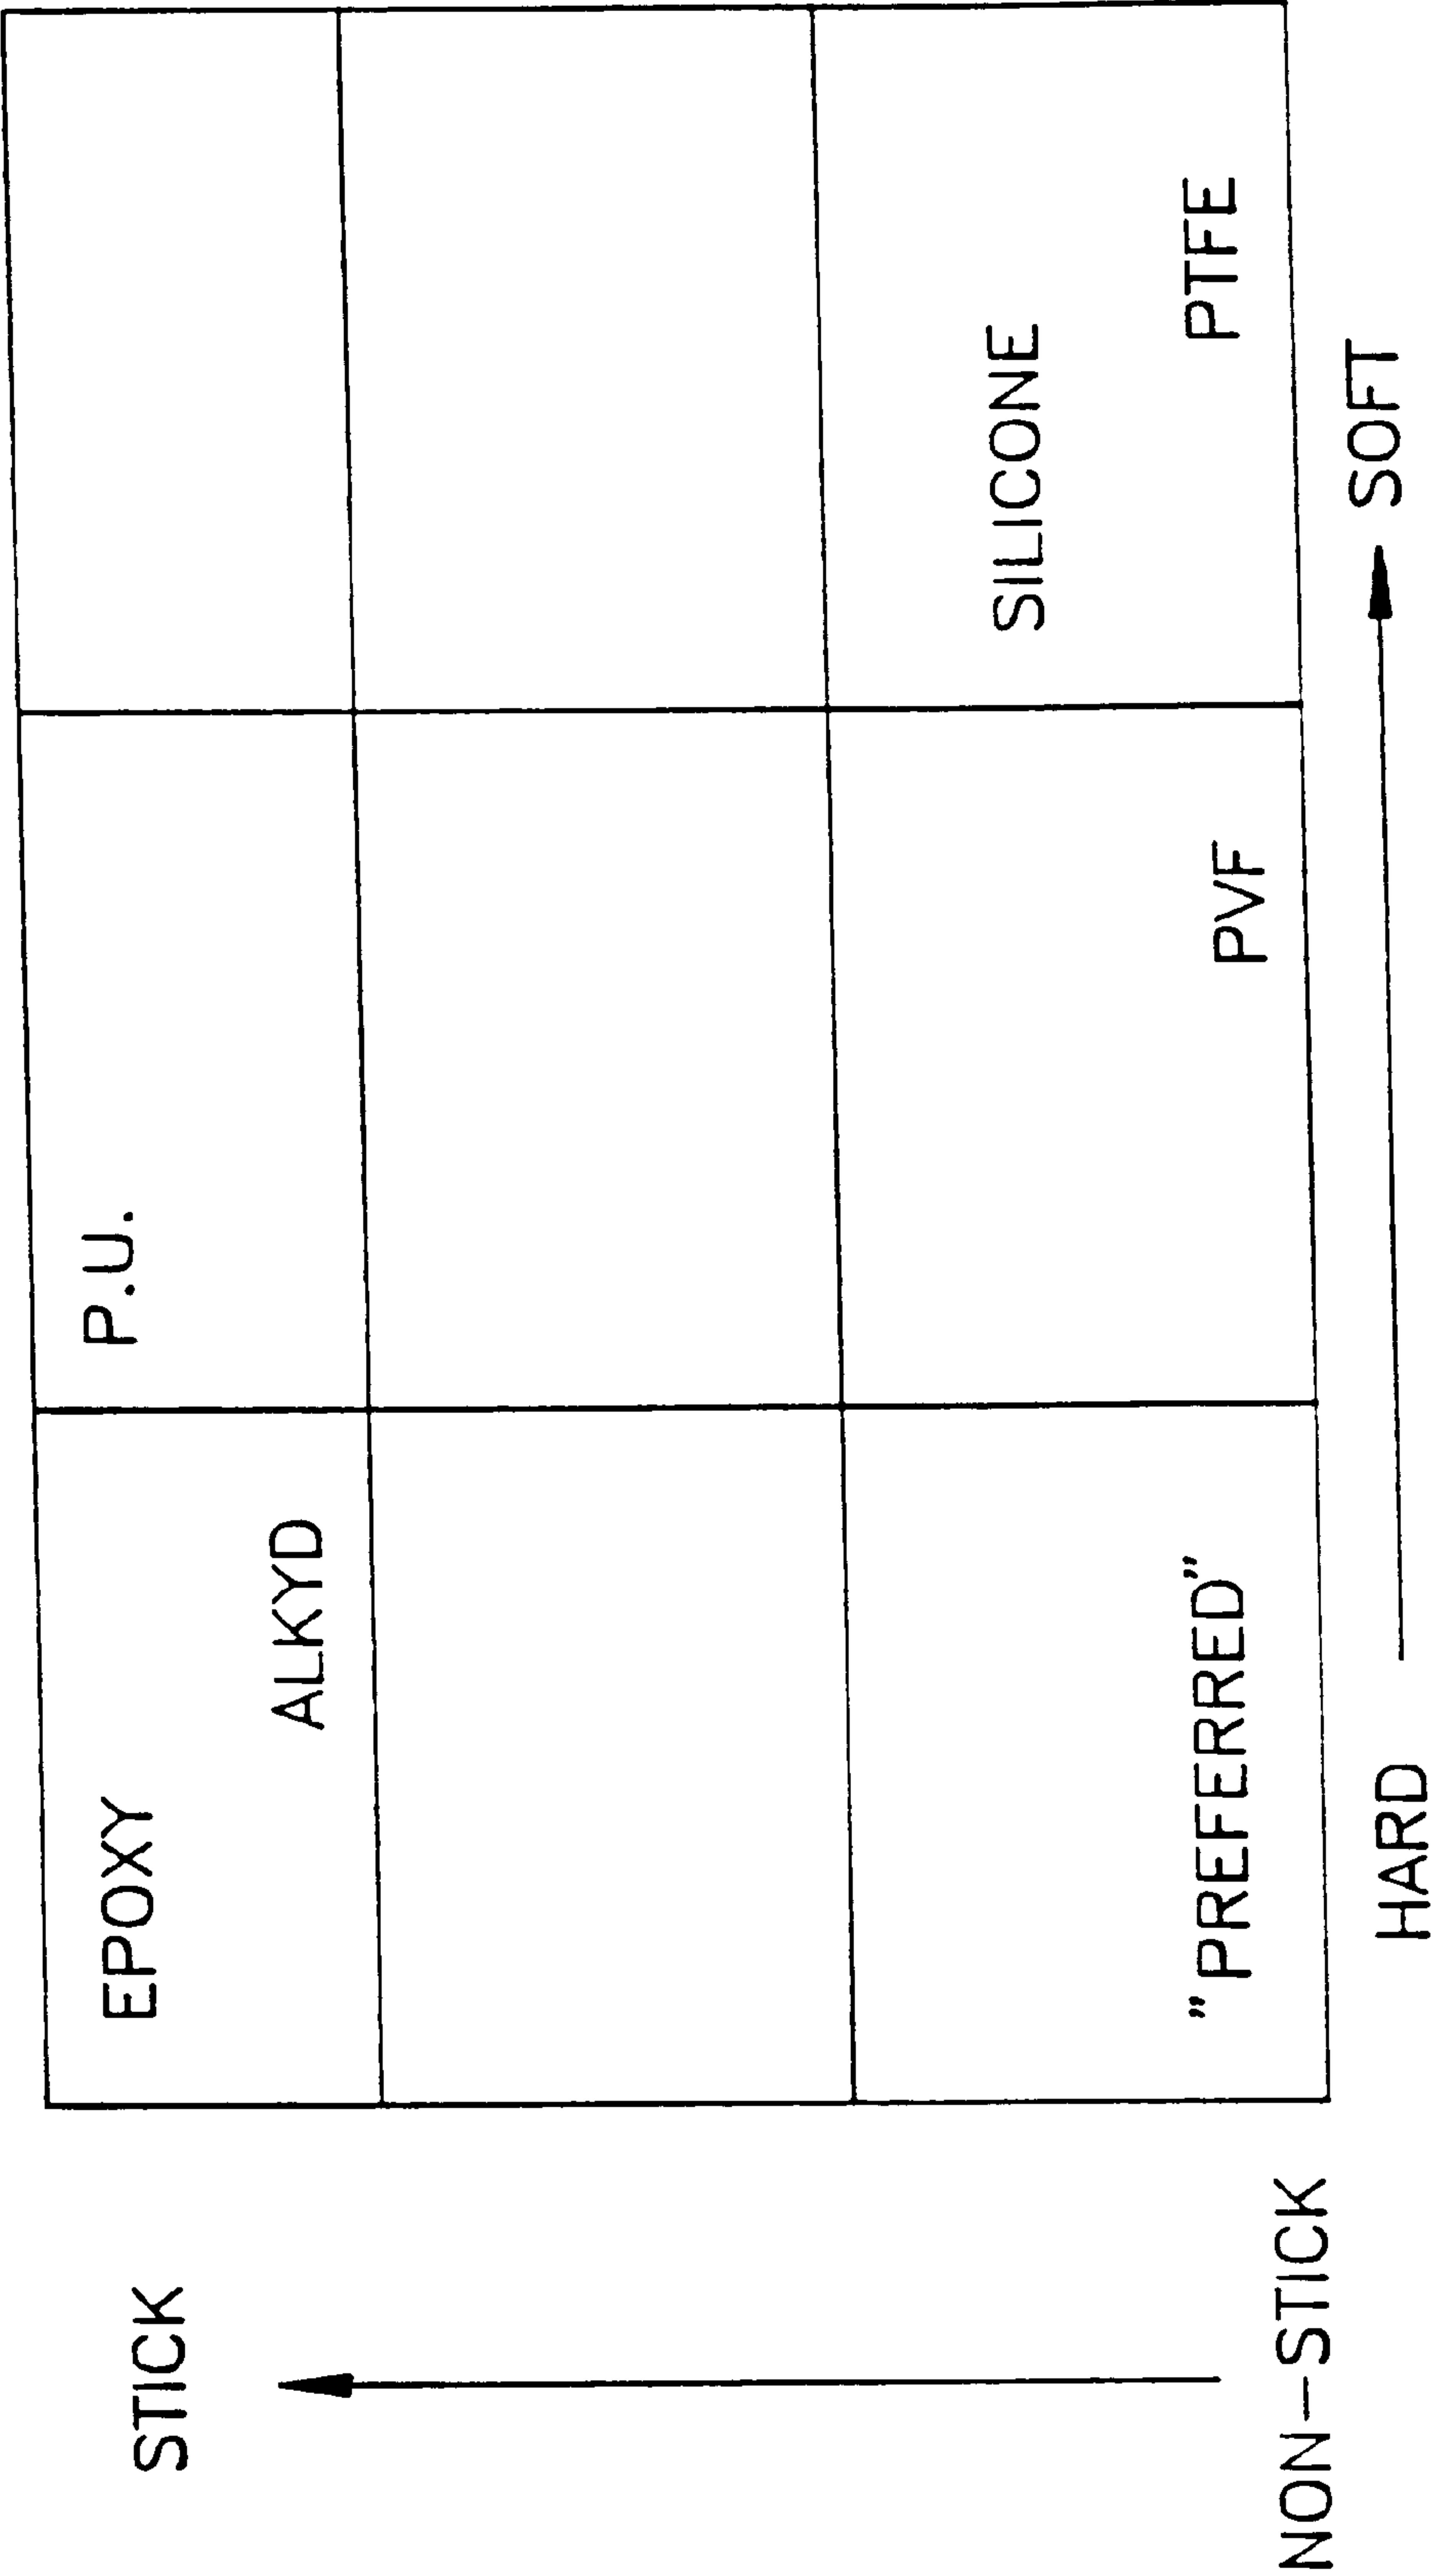 STICK
EPOXY
P.U.
ALKYD
SILICONE
"PREFERRED"
PVF
PTFE
NON-STICK
HARD
SOFT